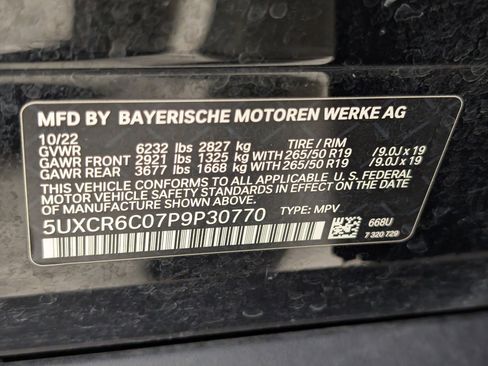 MFD BY BAYERISCHE MOTOREN WERKE AG
10/22
GVWR 6232 lbs 2827 kg TIRE / RIM
GAWR FRONT 2921 lbs 1325 kg WITH 265/50 R19 /9.0J x 19
GAWR REAR 3677 lbs 1668 kg WITH 265/50 R19 /9.0J x 19
THIS VEHICLE CONFORMS TO ALL APPLICABLE U.S. FEDERAL
MOTOR VEHICLE SAFETY STANDARDS IN EFFECT ON THE DATE
OF MANUFACTURE SHOWN ABOVE.
5UXCR6C07P9P30770 TYPE: MPV
668U
7 320 729